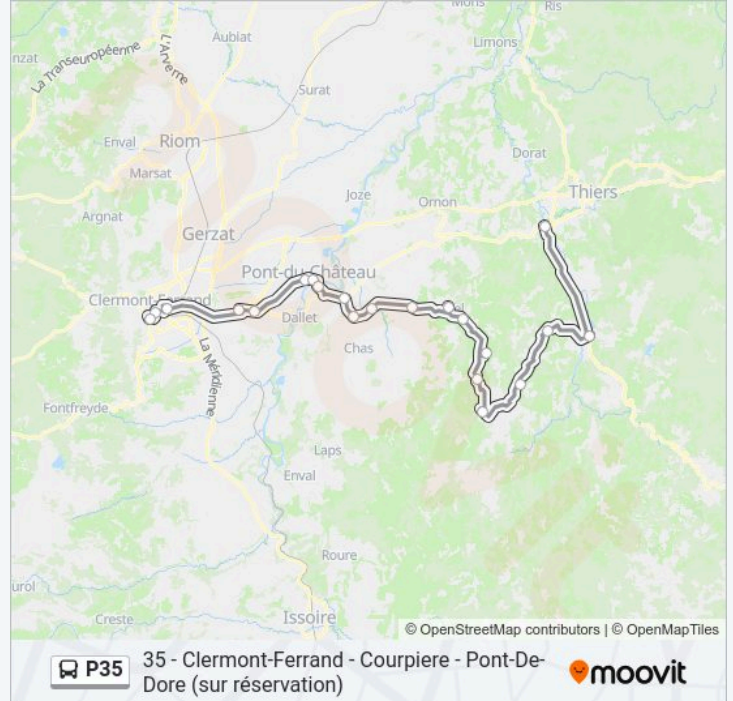 Mons
Ris
Aublat
Limons
nzat
La Transeuropéenne
L'Arverne
Surat
Enval
Riom
Dorat
Marsat
Thiers
Joze
Ornon
Argnat
Gerzat
Pont-du-Château
Clermont-Ferrand
Dallet
Chas
La Méridienne
Fontfreyde
Laps
Enval
Roure
urol
Creste
Issoire
© OpenStreetMap contributors | © OpenMapTiles
P35
35 - Clermont-Ferrand - Courpiere - Pont-De-
Dore (sur réservation)
moovit